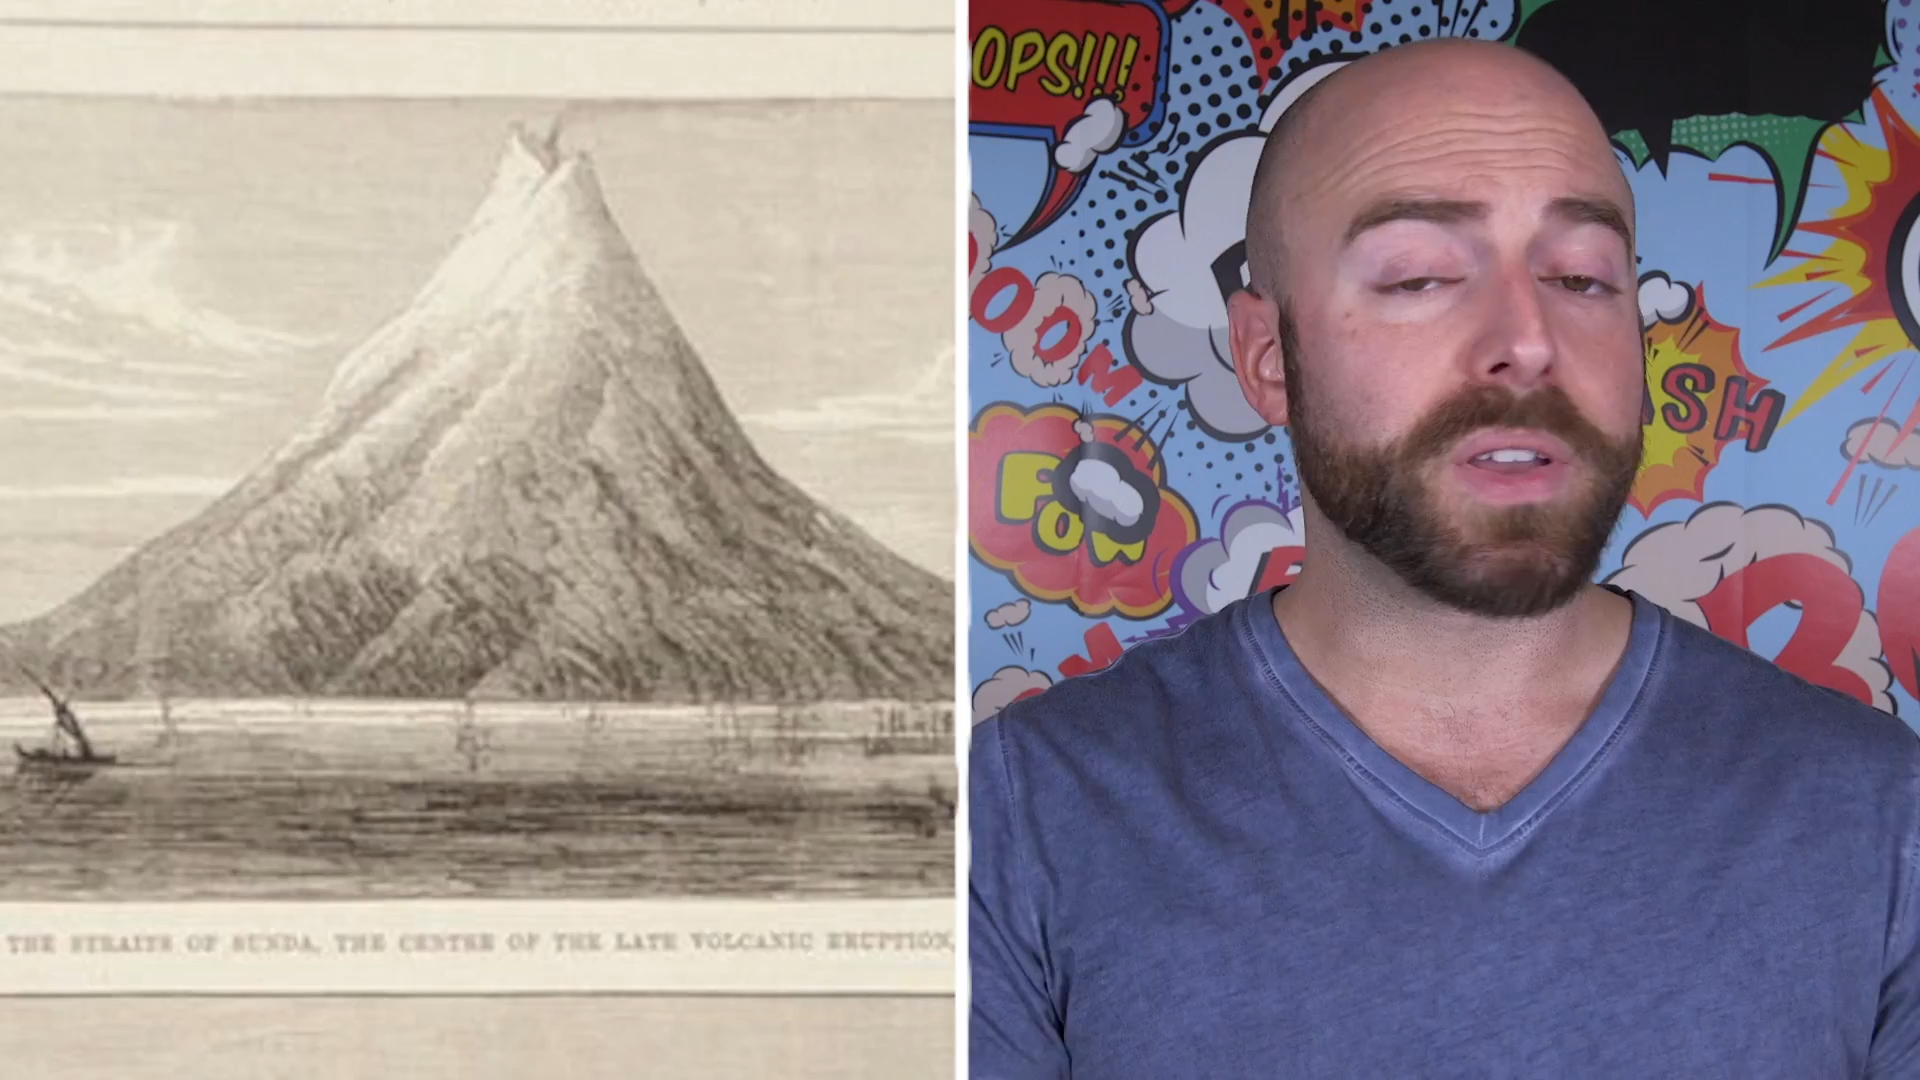 THE STRAITS OF SUNDA, THE CENTRE OF THE LATE VOLCANIC ERUPTION,
OPS!!!
OOM
POW
ASH